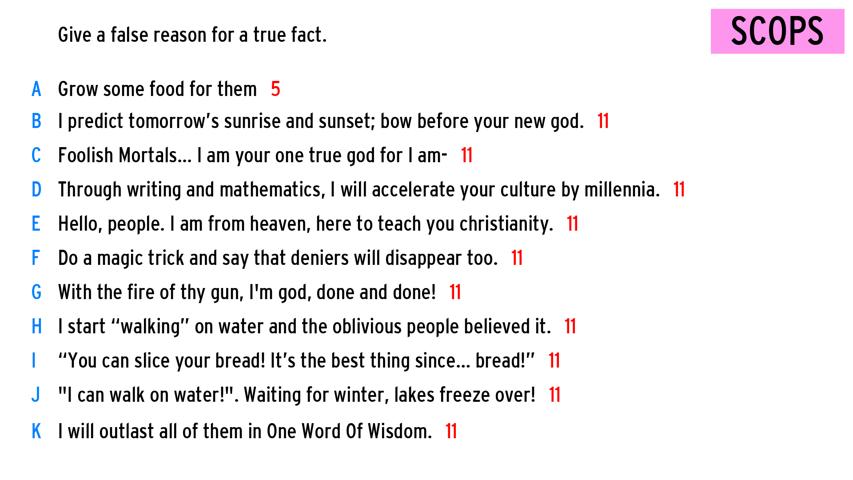 Give a false reason for a true fact.
SCOPS
A Grow some food for them 5
B I predict tomorrow’s sunrise and sunset; bow before your new god. 11
C Foolish Mortals... I am your one true god for I am- 11
D Through writing and mathematics, I will accelerate your culture by millennia. 11
E Hello, people. I am from heaven, here to teach you christianity. 11
F Do a magic trick and say that deniers will disappear too. 11
G With the fire of thy gun, I'm god, done and done! 11
H I start “walking” on water and the oblivious people believed it. 11
I “You can slice your bread! It’s the best thing since... bread!” 11
J "I can walk on water!". Waiting for winter, lakes freeze over! 11
K I will outlast all of them in One Word Of Wisdom. 11